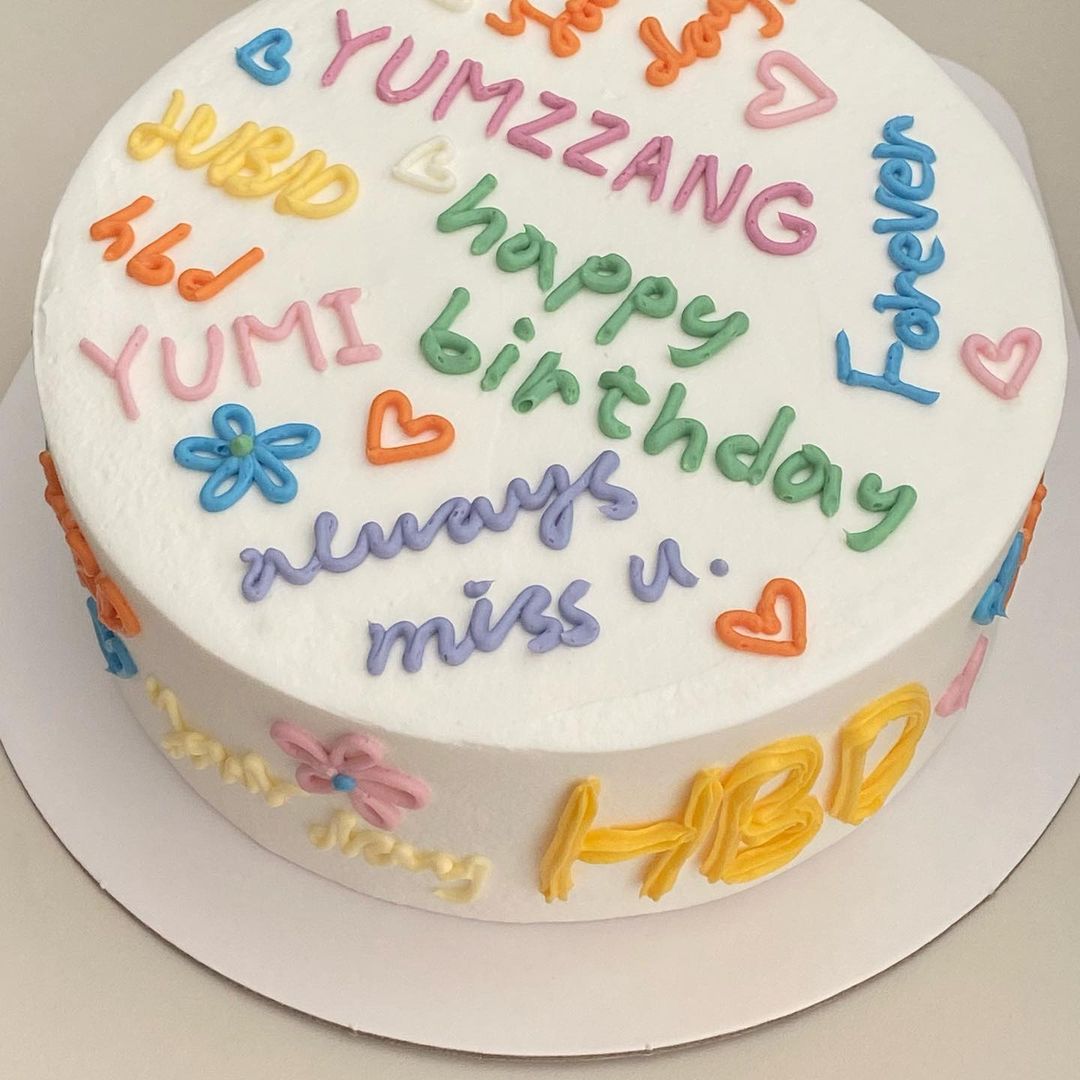 YUMZZANG
HBD
hbd
YUMI
happy
birthday
Forever
always
miss u.
HBD